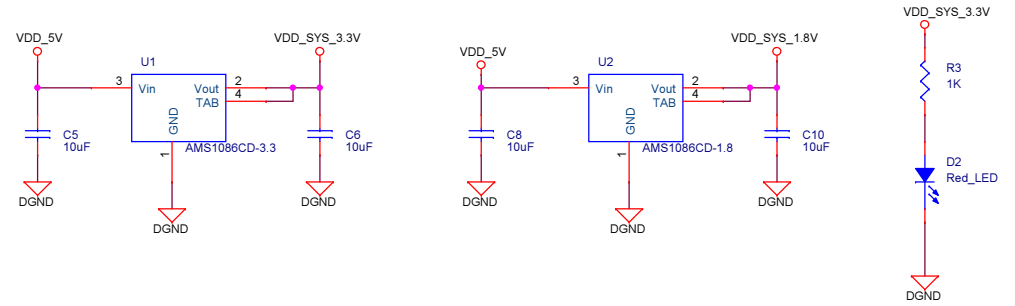 VDD_5V
VDD_SYS_3.3V
U1
3
Vin
Vout
2
TAB
4
GND
1
AMS1086CD-3.3
C5
10uF
C6
10uF
DGND
DGND
DGND
VDD_5V
VDD_SYS_1.8V
U2
3
Vin
Vout
2
TAB
4
GND
1
AMS1086CD-1.8
C8
10uF
C10
10uF
DGND
DGND
DGND
VDD_SYS_3.3V
R3
1K
D2
Red_LED
DGND